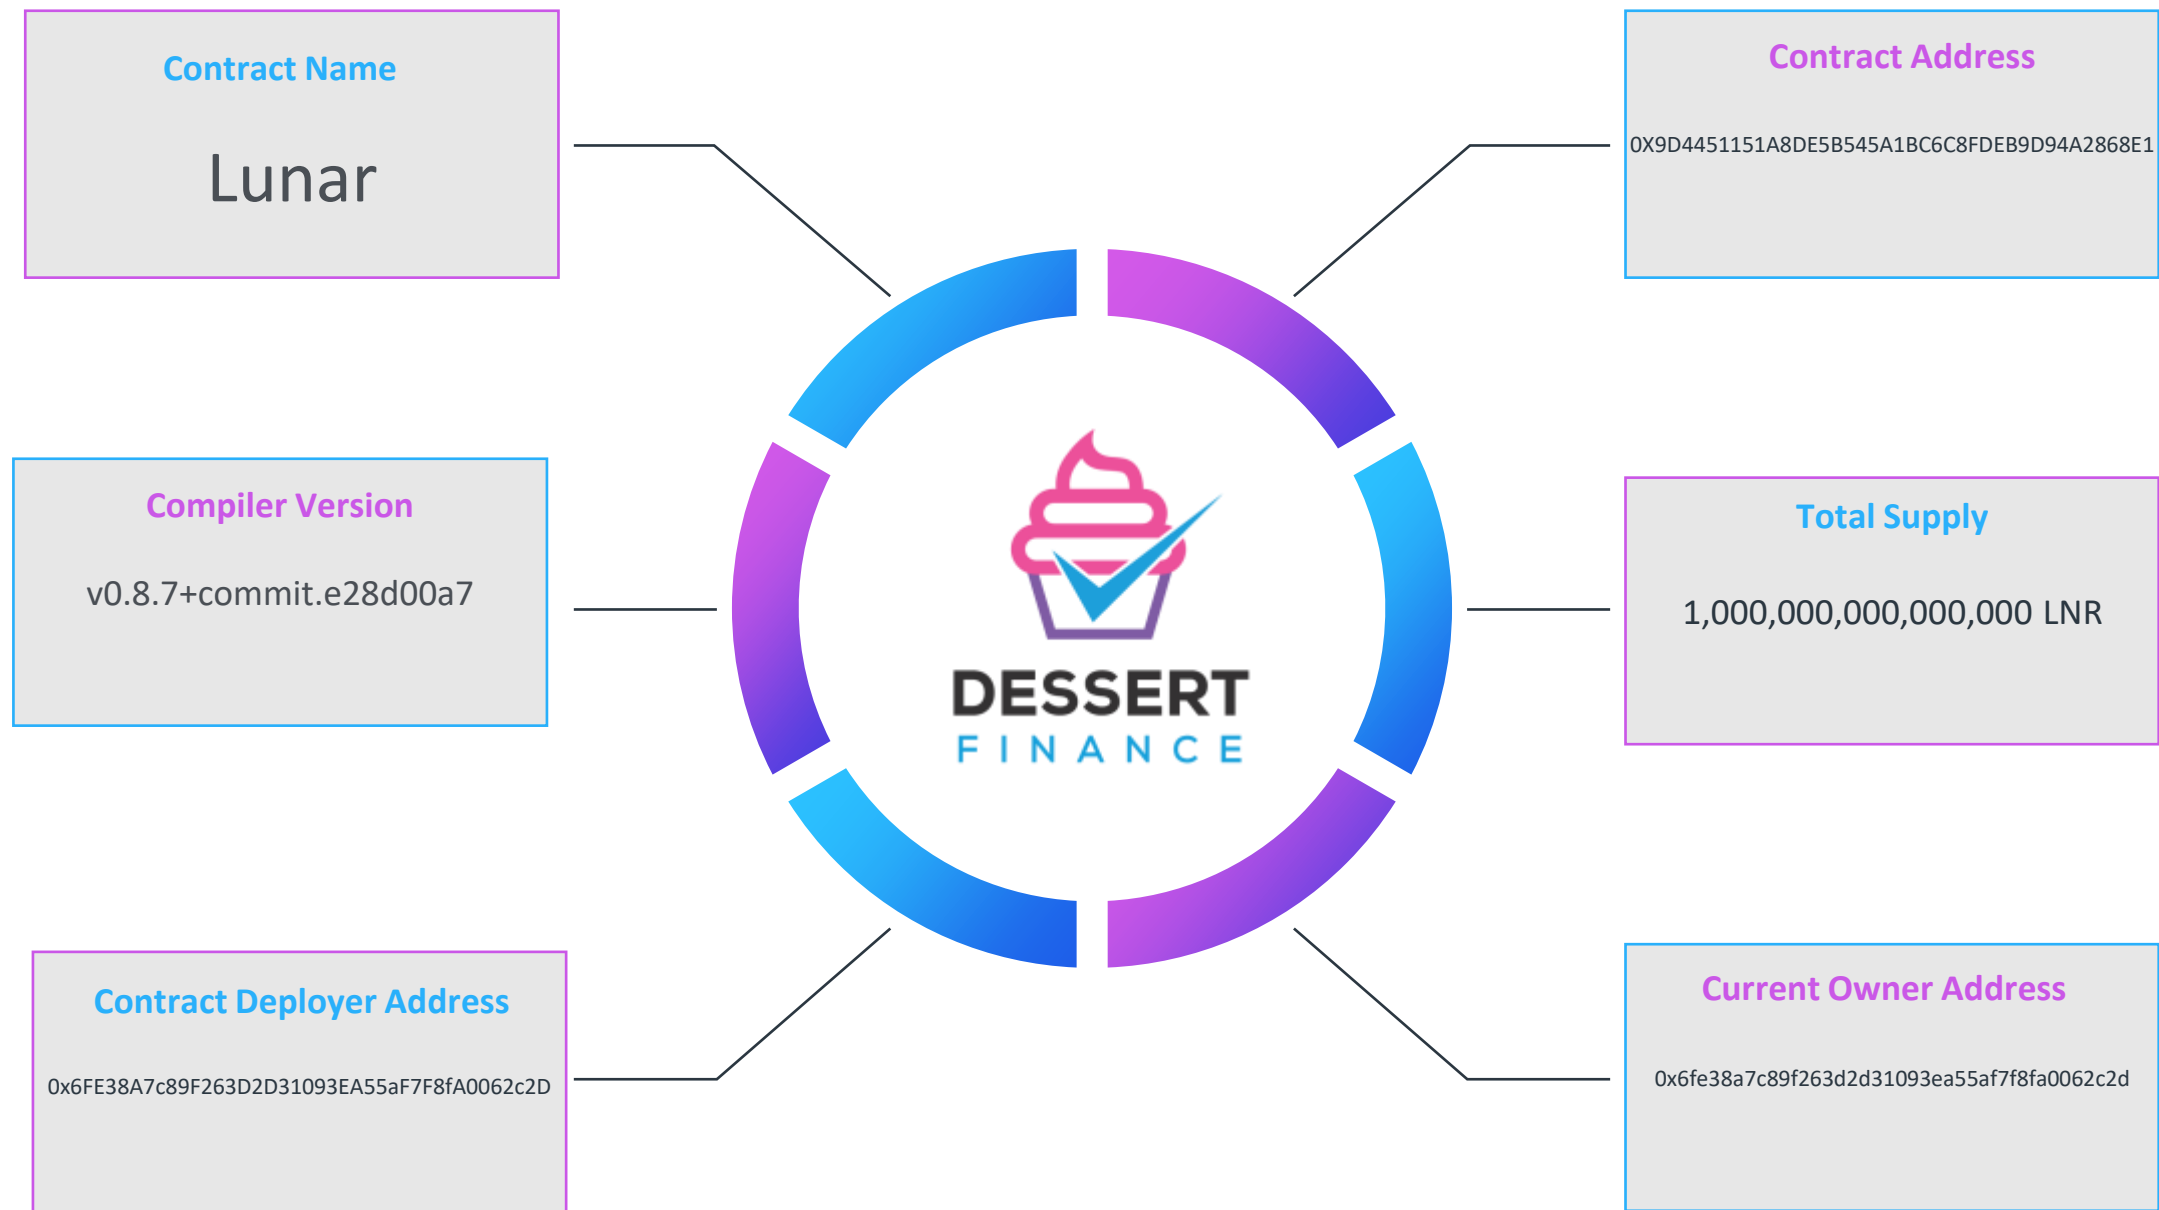 Contract Name
Lunar
Contract Address
0X9D4451151A8DE5B545A1BC6C8FDEB9D94A2868E1
Compiler Version
v0.8.7+commit.e28d00a7
DESSERT
FINANCE
Total Supply
1,000,000,000,000,000 LNR
Contract Deployer Address
0x6FE38A7c89F263D2D31093EA55aF7F8fA0062c2D
Current Owner Address
0x6fe38a7c89f263d2d31093ea55af7f8fa0062c2d